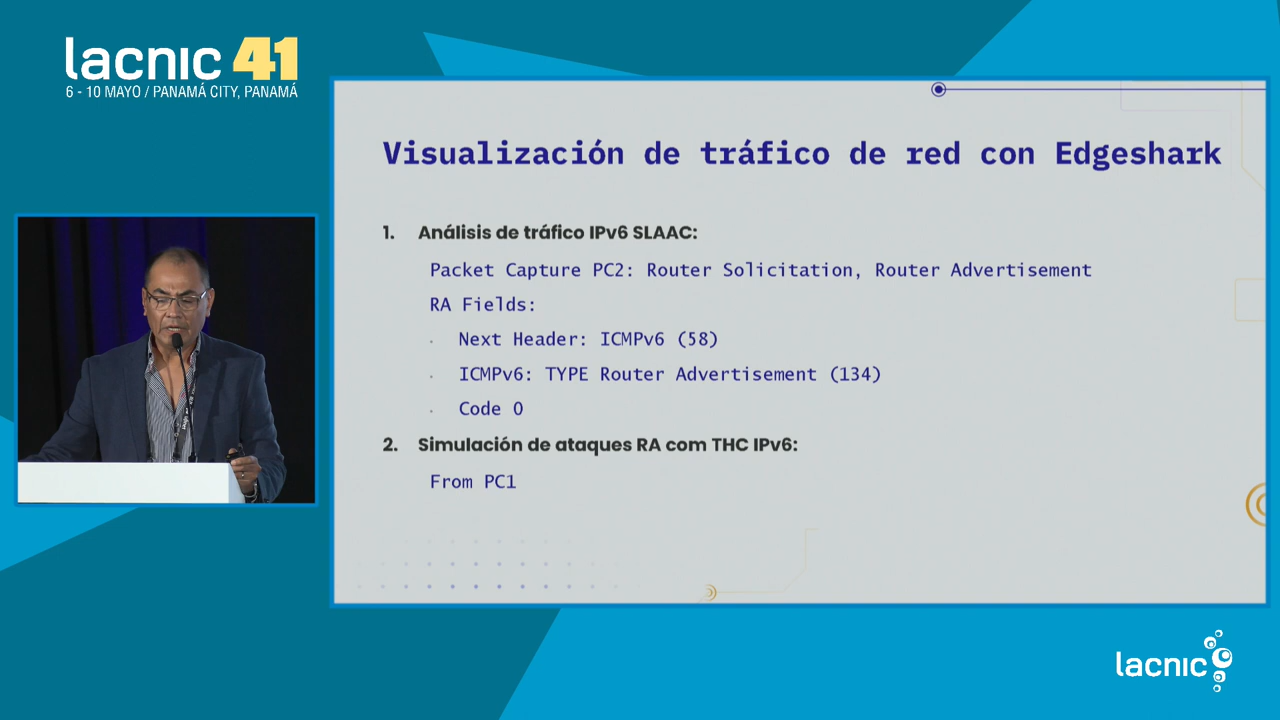 lacnic 41
6 - 10 MAYO / PANAMÁ CITY, PANAMÁ
Visualización de tráfico de red con Edgeshark
1. Análisis de tráfico IPv6 SLAAC:
Packet Capture PC2: Router Solicitation, Router Advertisement
RA Fields:
· Next Header: ICMPv6 (58)
· ICMPv6: TYPE Router Advertisement (134)
· Code 0
2. Simulación de ataques RA com THC IPv6:
From PC1
lacnic